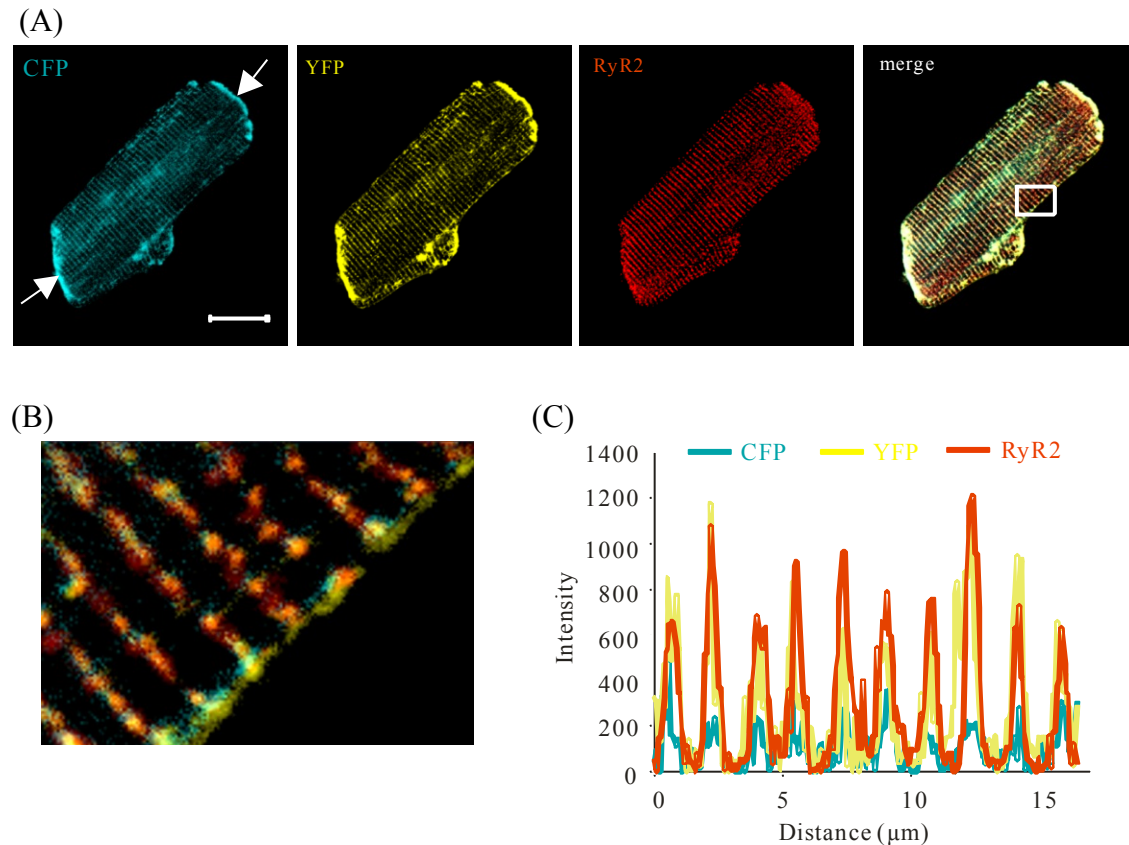 (A)
CFP YFP RyR2 merge
(B)
(C)
CFP YFP RyR2
1400
1200
1000
800
600
400
200
0
Intensity
0 5 10 15
Distance (µm)